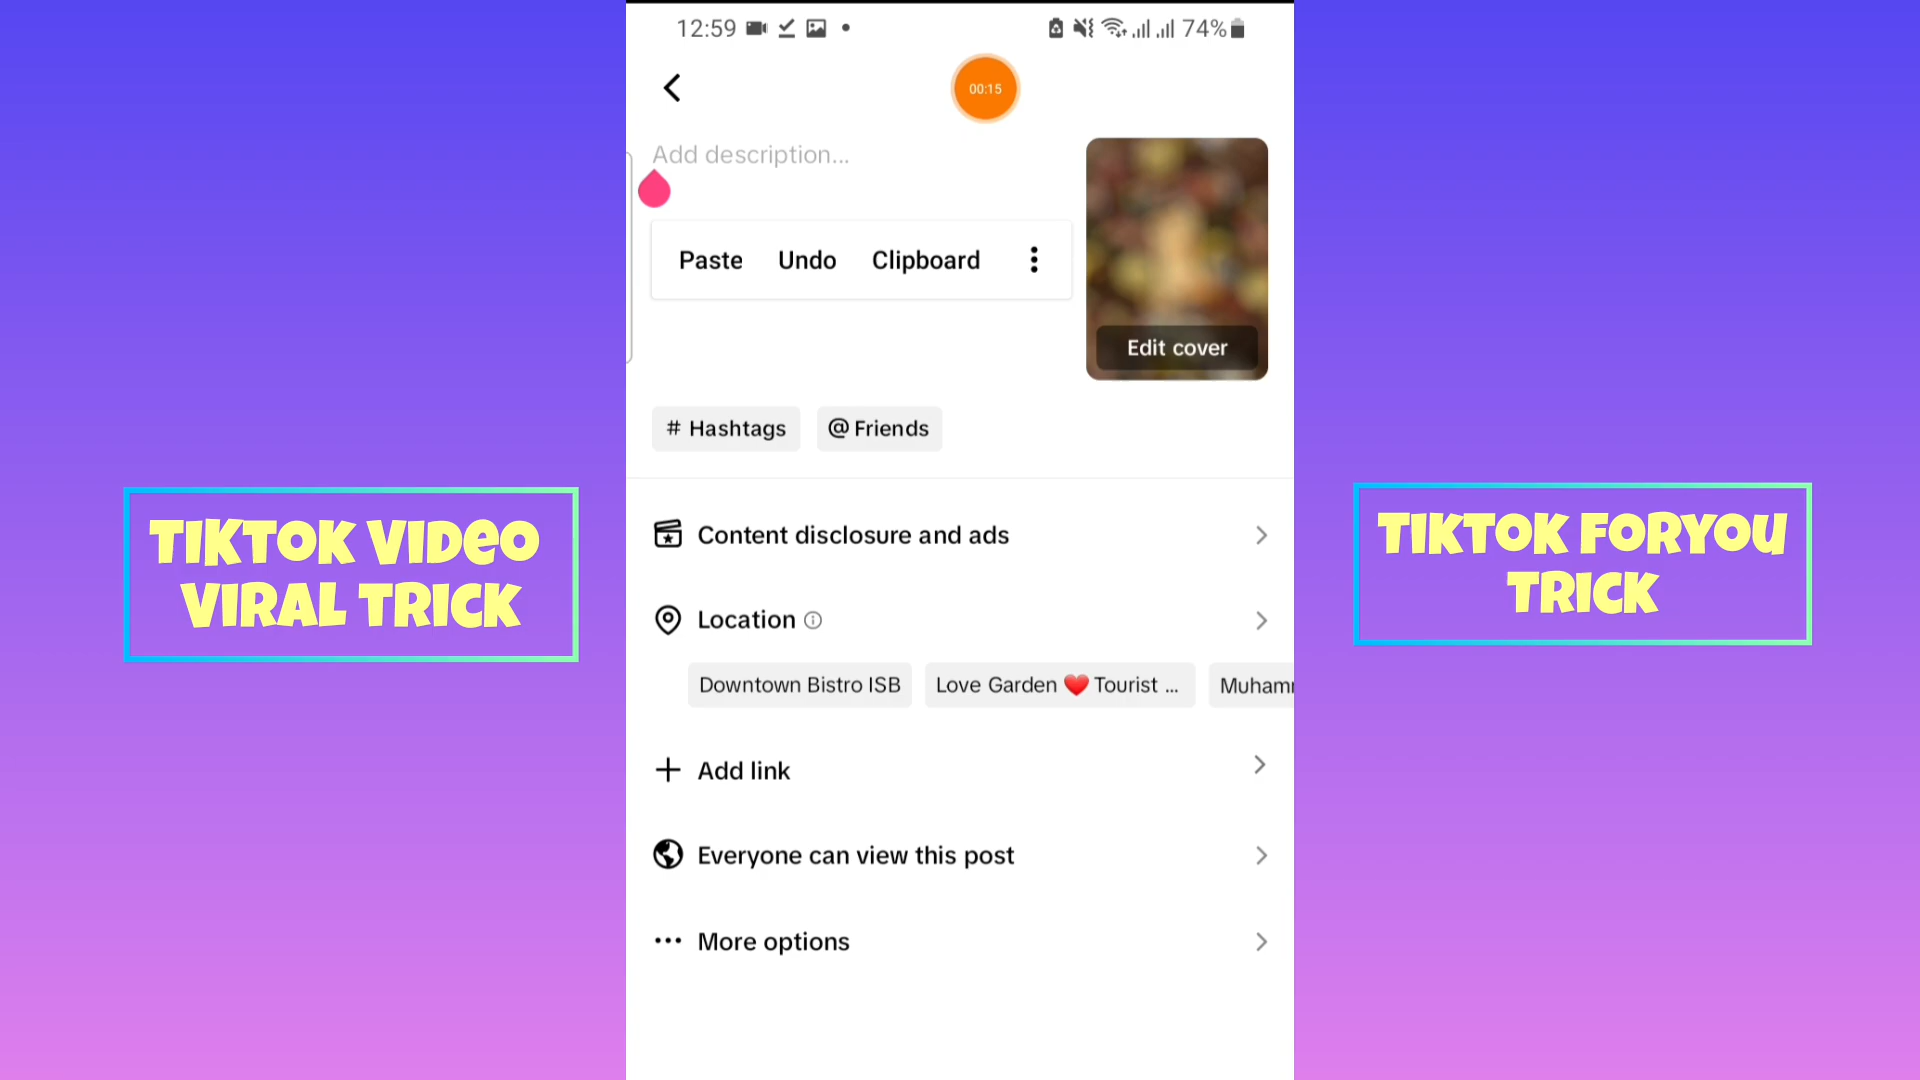 12:59
74%
00:15
Add description...
Paste Undo Clipboard
Edit cover
# Hashtags @ Friends
TIKTOK VIDEO
VIRAL TRICK
TIKTOK FORYOU
TRICK
Content disclosure and ads
Location
Downtown Bistro ISB Love Garden ❤️ Tourist ...
Add link
Everyone can view this post
More options